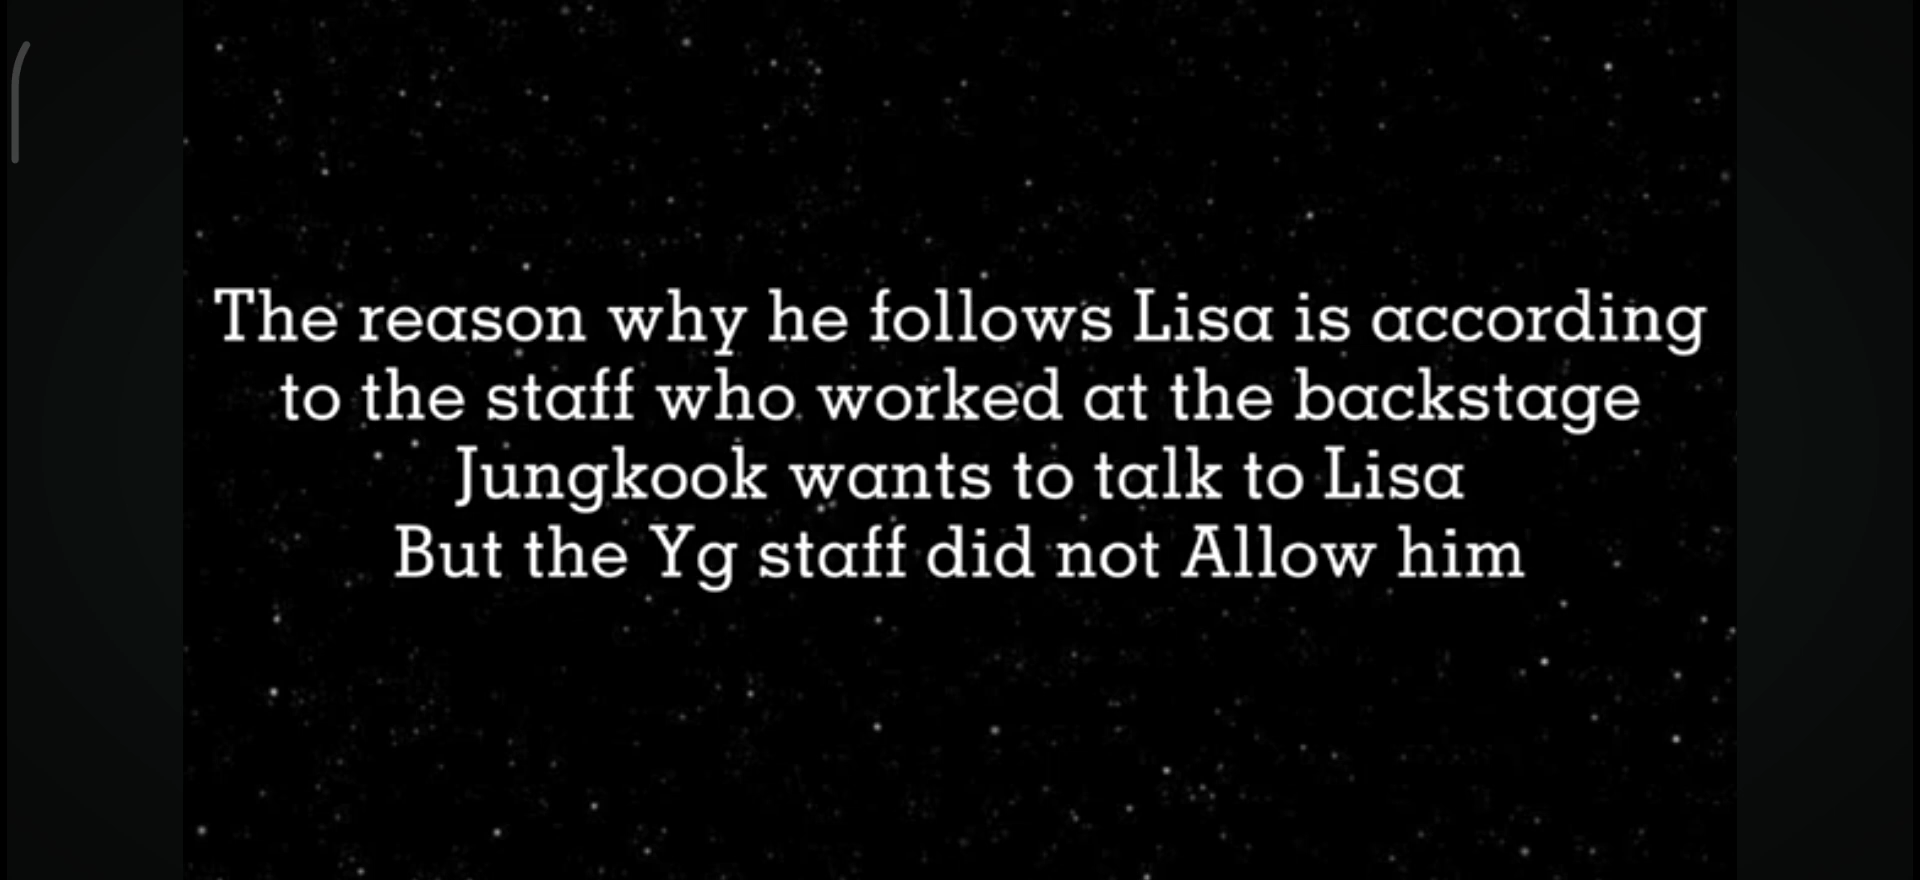 The reason why he follows Lisa is according
to the staff who worked at the backstage
Jungkook wants to talk to Lisa
But the Yg staff did not Allow him